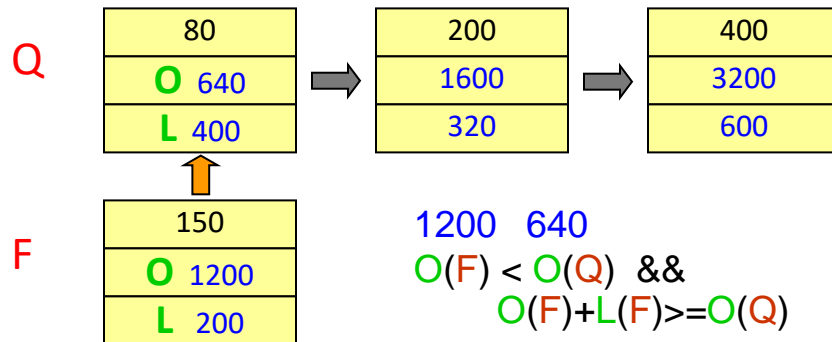 Q
80
O 640
L 400
200
1600
320
400
3200
600
F
150
O 1200
L 200
1200 640
O(F) < O(Q) &&
O(F)+L(F)>=O(Q)